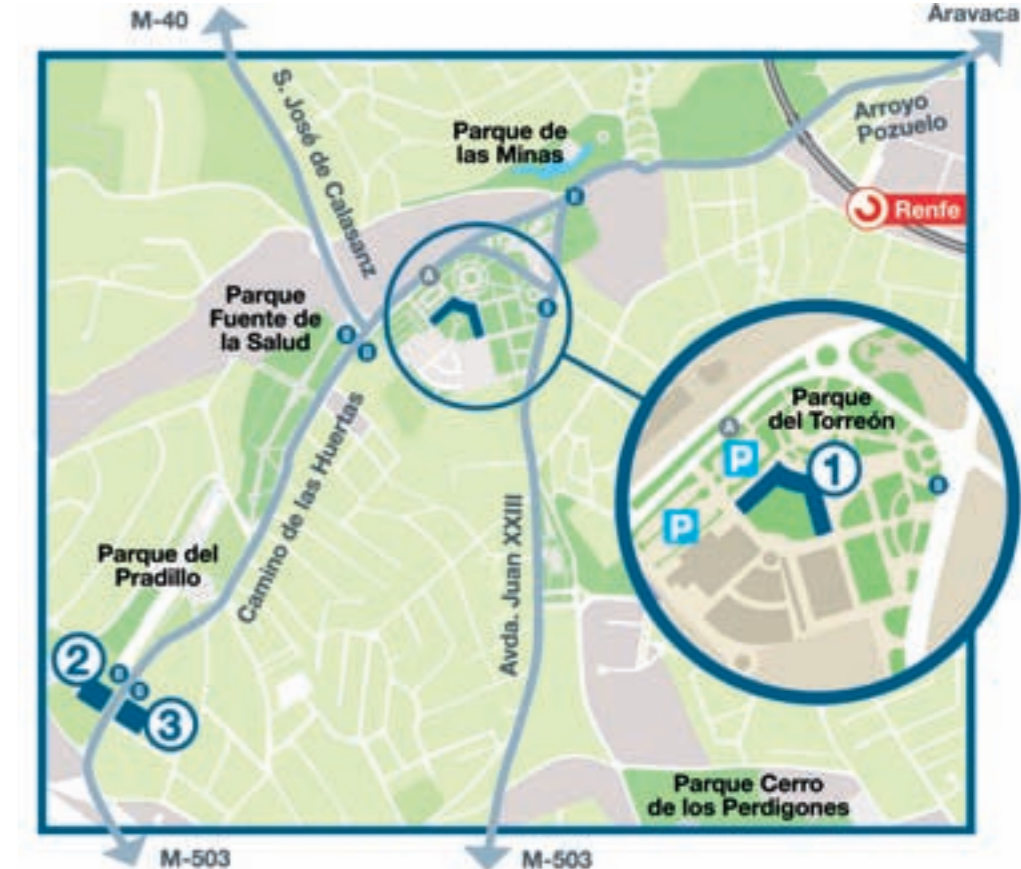 M-40
Aravaca
S. José de Calasanz
Parque de
las Minas
Arroyo
Pozuelo
B
Renfe
A
Parque
Fuente de
la Salud
B
B
B
Parque
del Torreón
A
P
1
B
P
Camino de las Huertas
Avda. Juan XXIII
Parque del
Pradillo
2
B
B
3
Parque Cerro
de los Perdigones
M-503
M-503